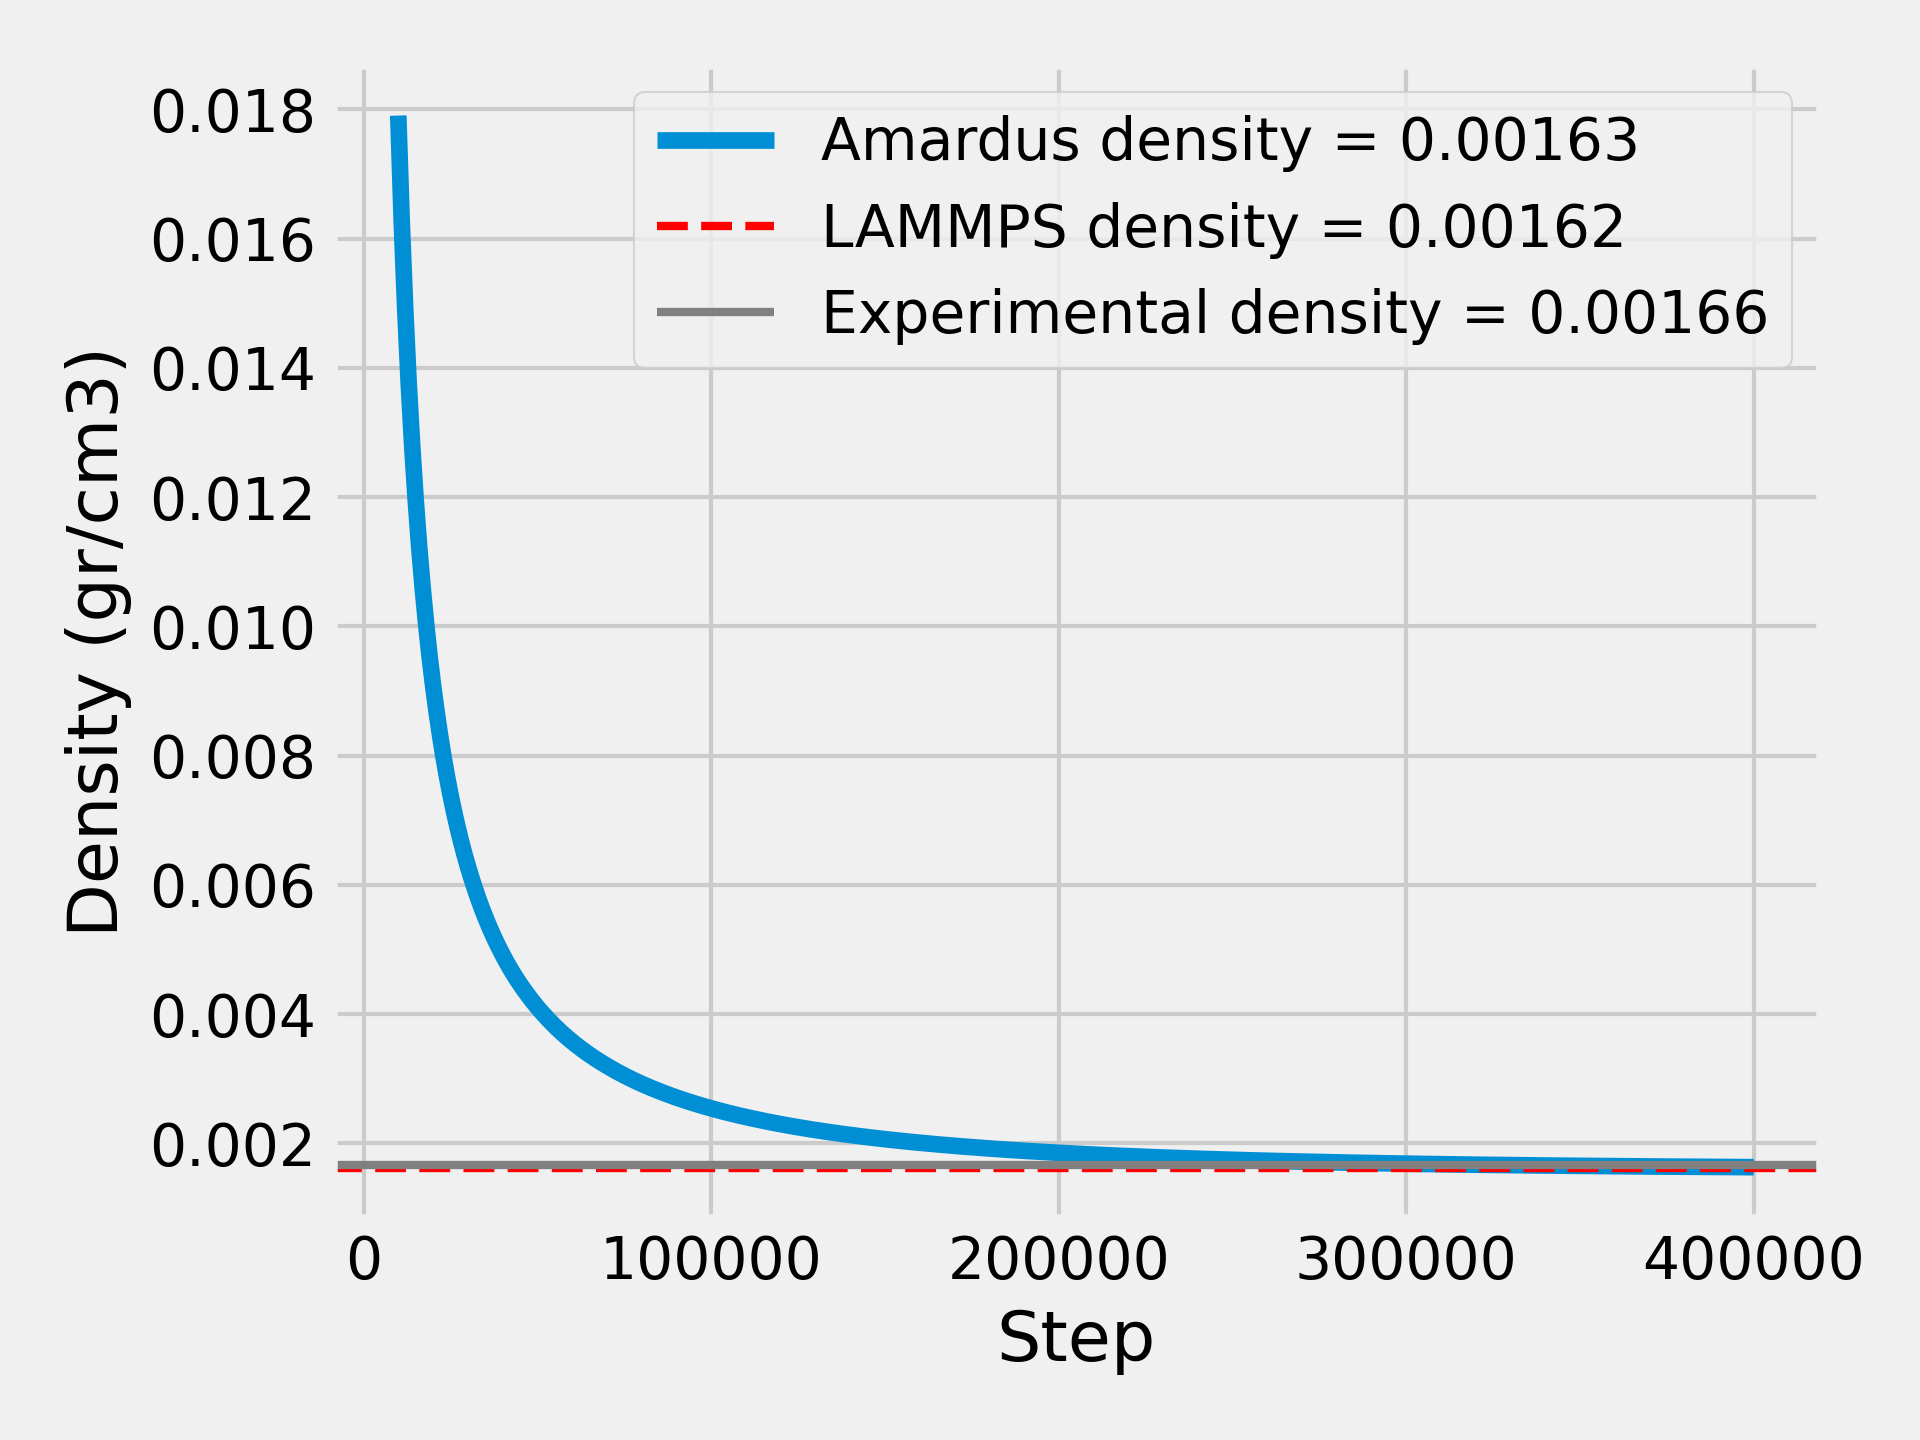 Amardus density = 0.00163
LAMMPS density = 0.00162
Experimental density = 0.00166
Density (gr/cm3)
0.018
0.016
0.014
0.012
0.010
0.008
0.006
0.004
0.002
0 100000 200000 300000 400000
Step